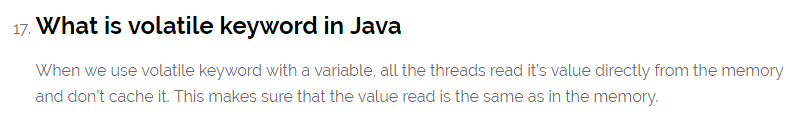 17. What is volatile keyword in Java
When we use volatile keyword with a variable, all the threads read it's value directly from the memory
and don't cache it. This makes sure that the value read is the same as in the memory.